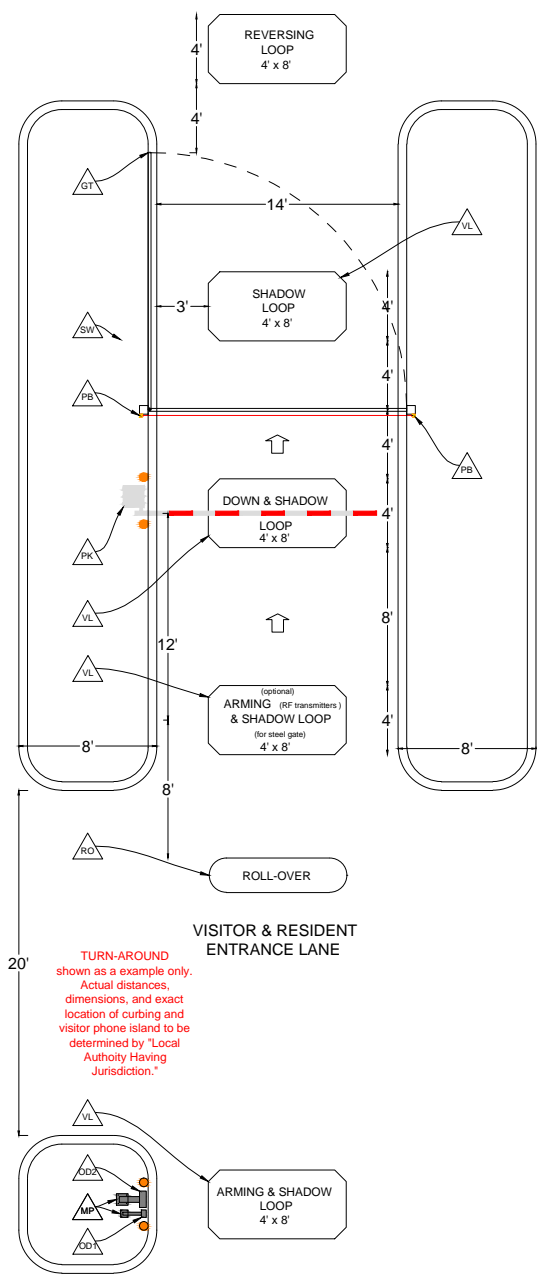 REVERSING
LOOP
4' x 8'
4'
4'
GT
14'
VL
3'
SHADOW
LOOP
4' x 8'
4'
SW
4'
PB
4'
PB
DOWN & SHADOW
LOOP
4' x 8'
4'
PK
VL
12'
8'
VL
(optional)
ARMING (RF transmitters )
& SHADOW LOOP
(for steel gate)
4' x 8'
4'
8'
8'
8'
RO
ROLL-OVER
VISITOR & RESIDENT
ENTRANCE LANE
20'
TURN-AROUND
shown as a example only.
Actual distances,
dimensions, and exact
location of curbing and
visitor phone island to be
determined by "Local
Authoity Having
Jurisdiction."
VL
OD2
MP
OD1
ARMING & SHADOW
LOOP
4' x 8'